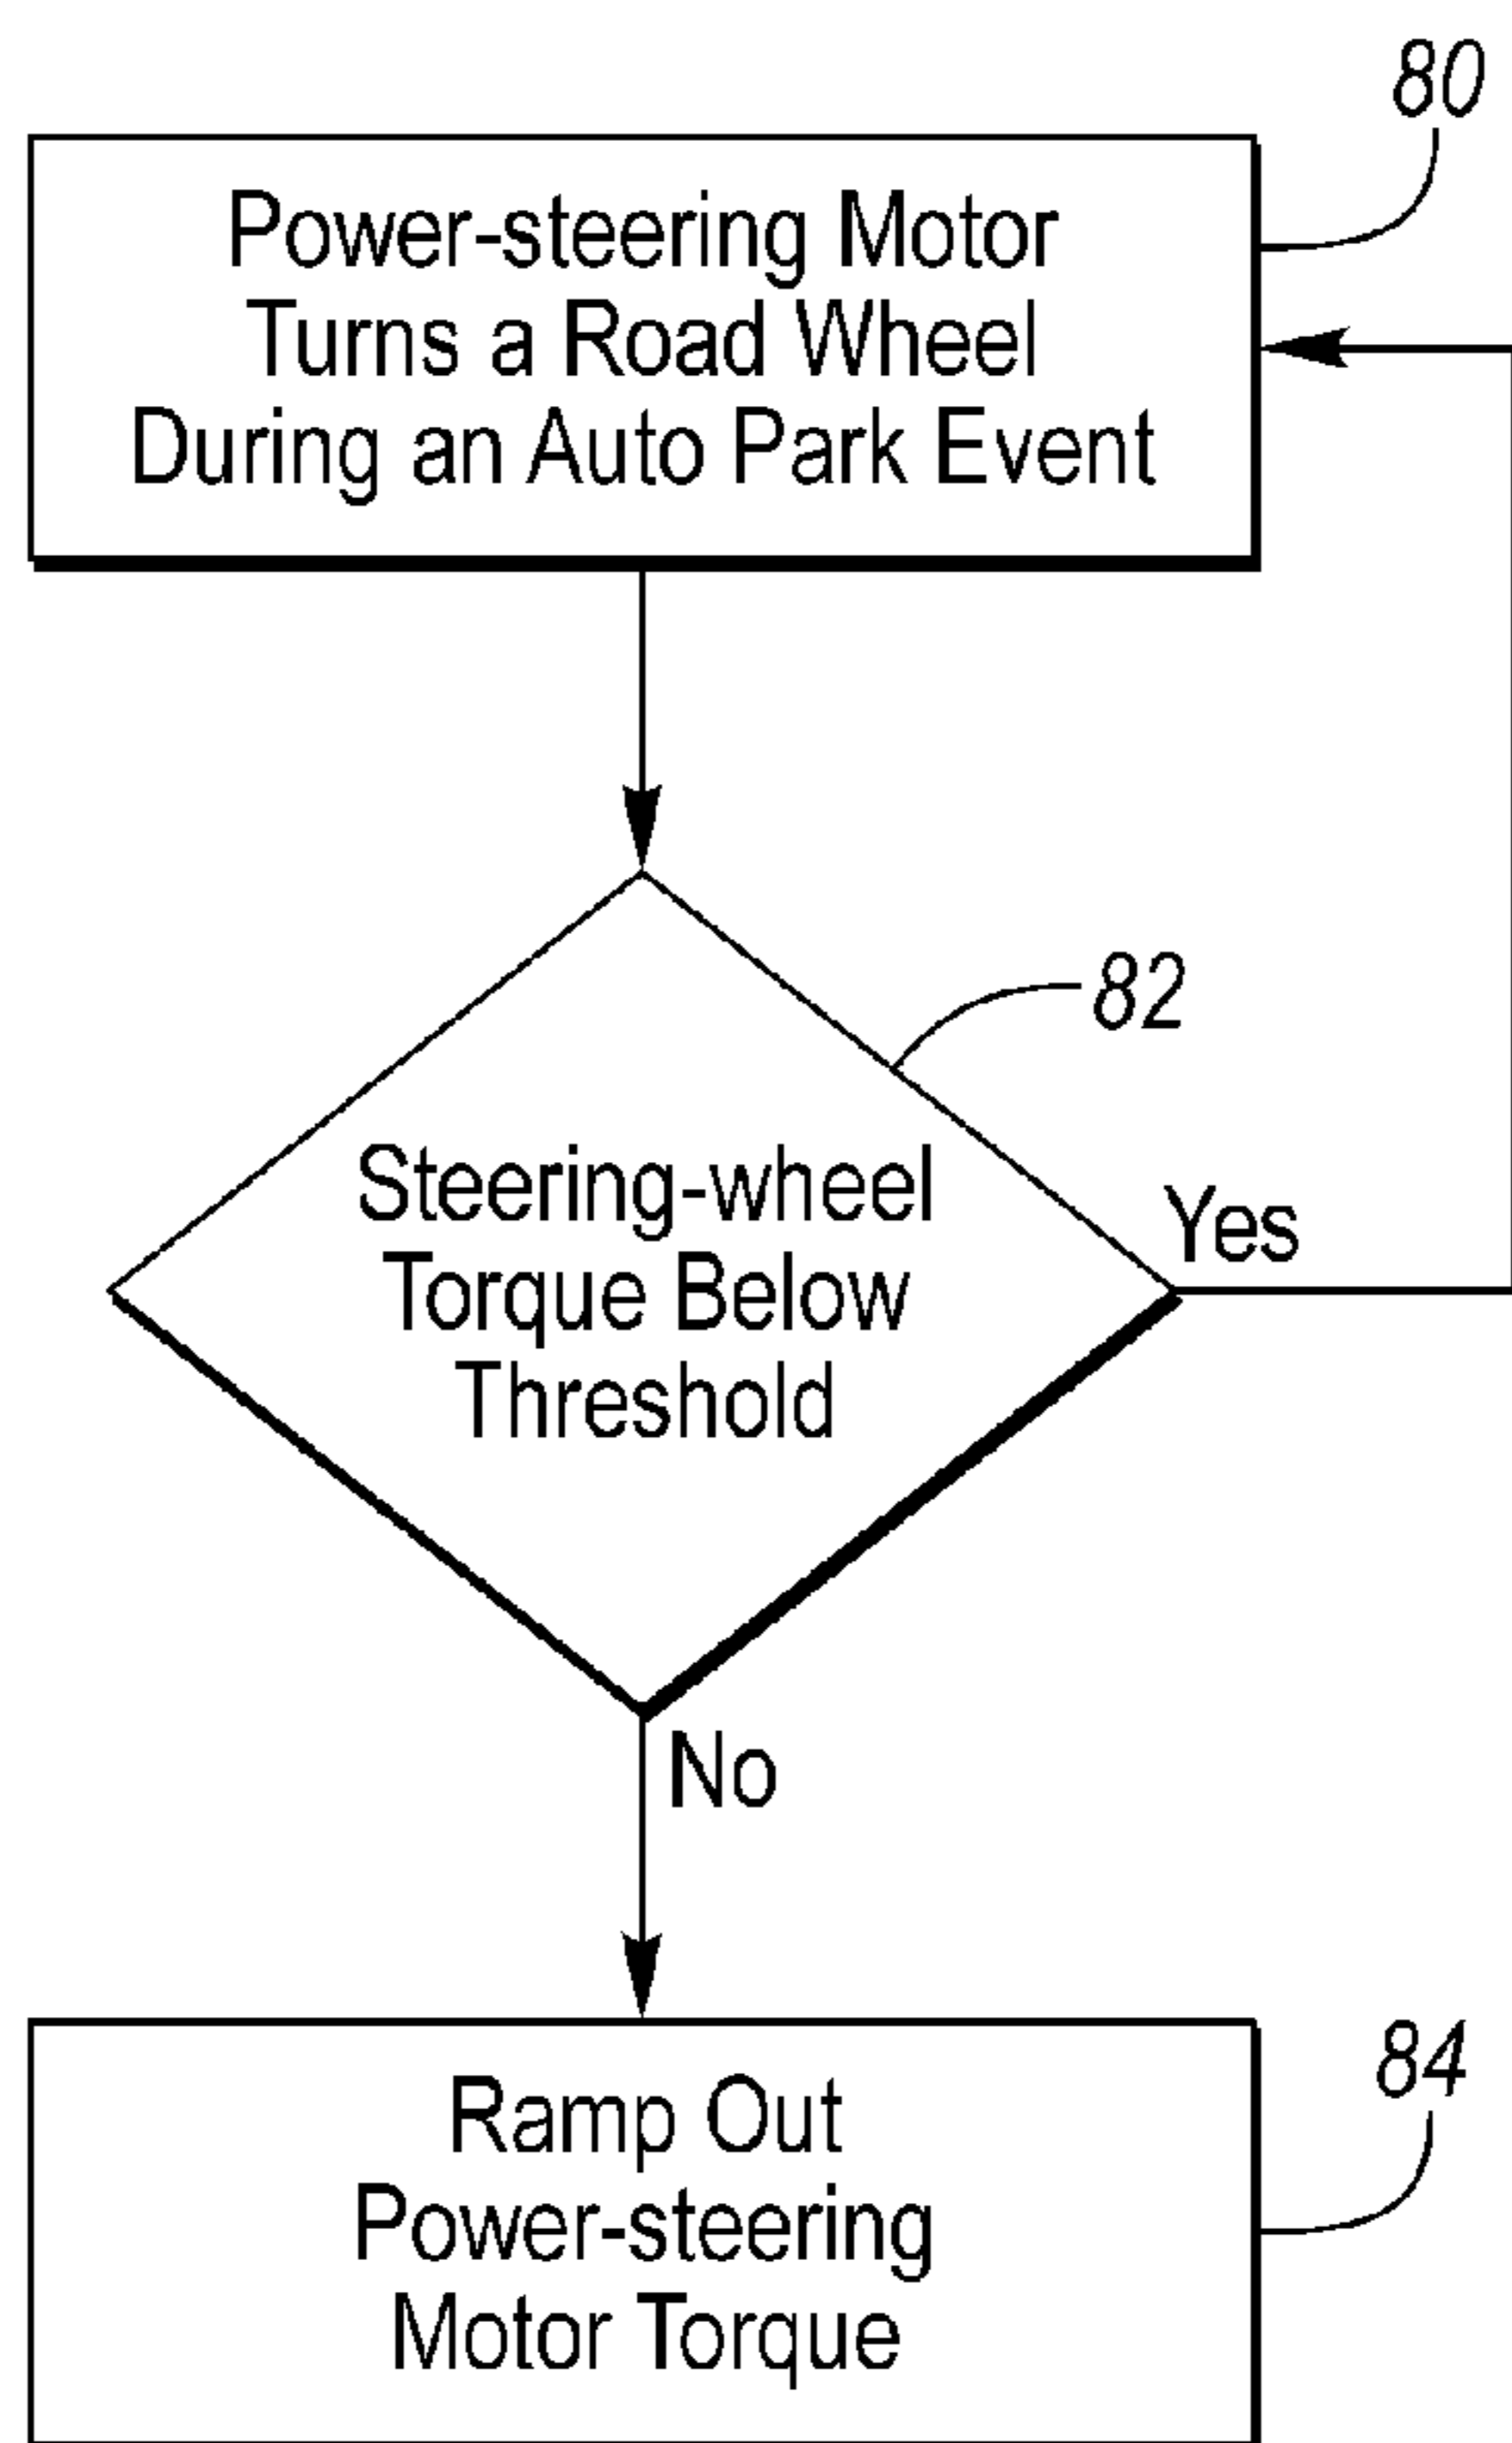 80
Power-steering Motor
Turns a Road Wheel
During an Auto Park Event
82
Steering-wheel
Torque Below
Threshold
Yes
No
84
Ramp Out
Power-steering
Motor Torque